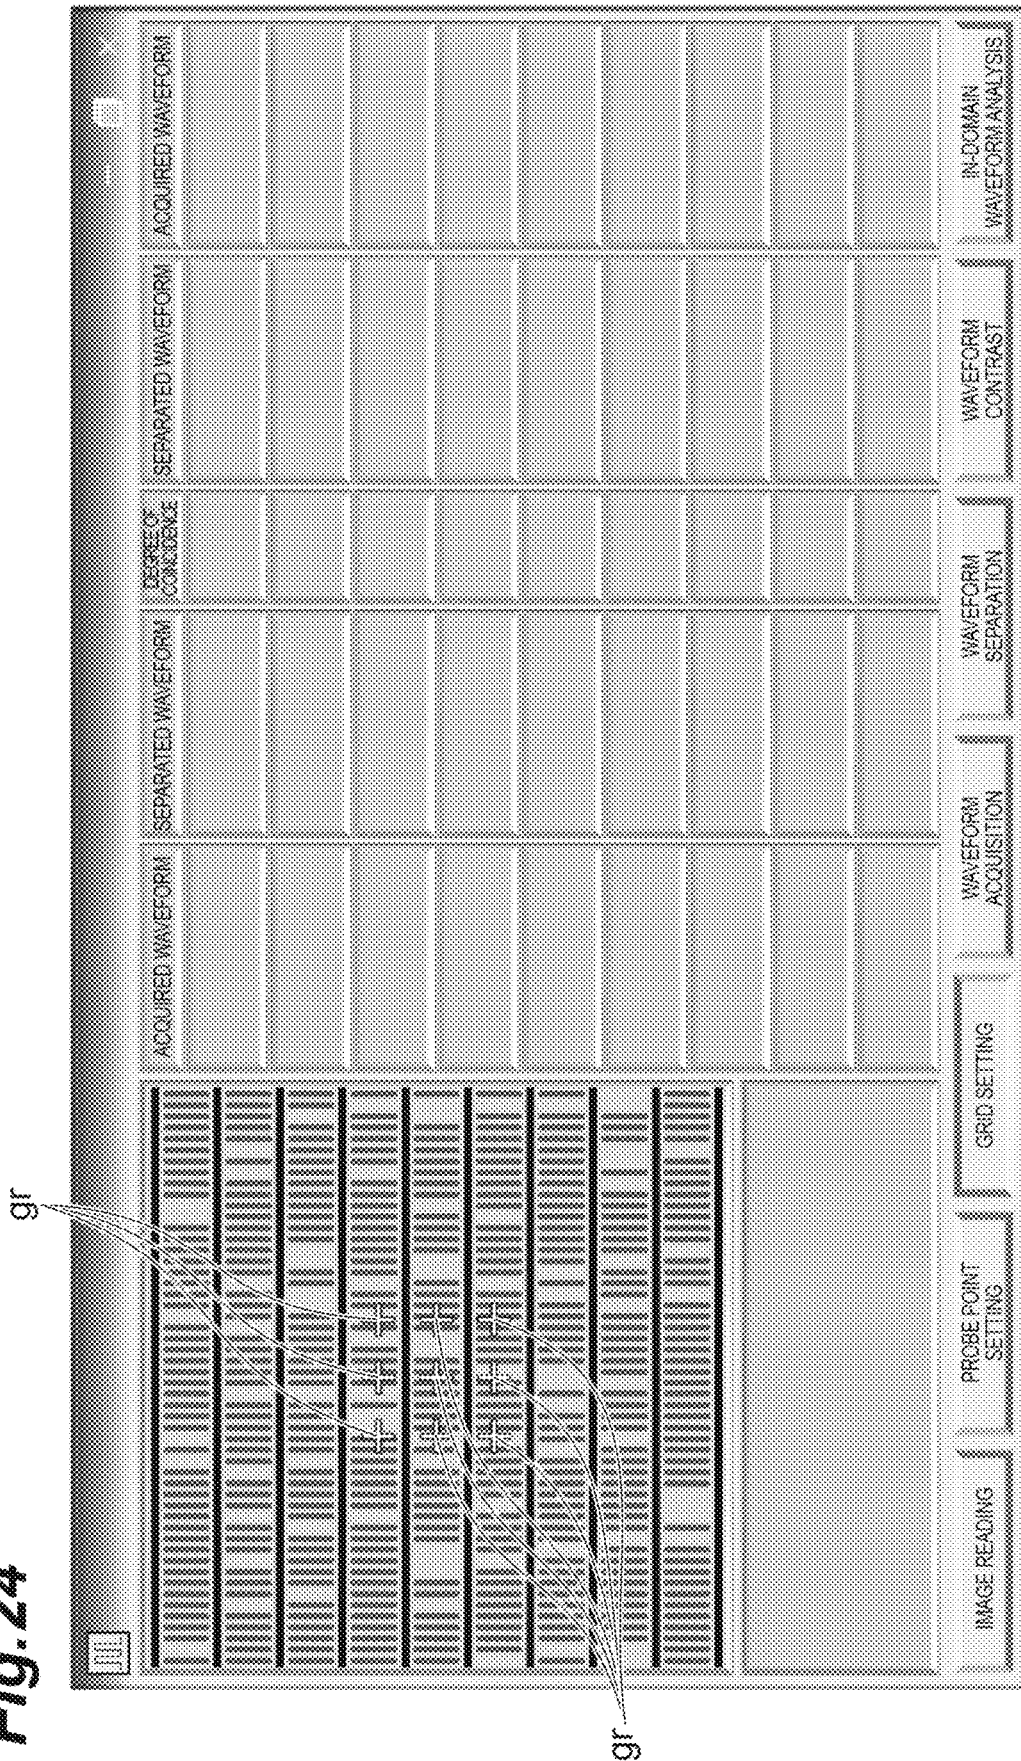 Fig.24
gr
ACQUIRED WAVEFORM
SEPARATED WAVEFORM
DEGREE OF
COINCIDENCE
SEPARATED WAVEFORM
ACQUIRED WAVEFORM
gr
IMAGE READING
PROBE POINT
SETTING
GRID SETTING
WAVEFORM
ACQUISITION
WAVEFORM
SEPARATION
WAVEFORM
CONTRAST
IN-DOMAIN
WAVEFORM ANALYSIS